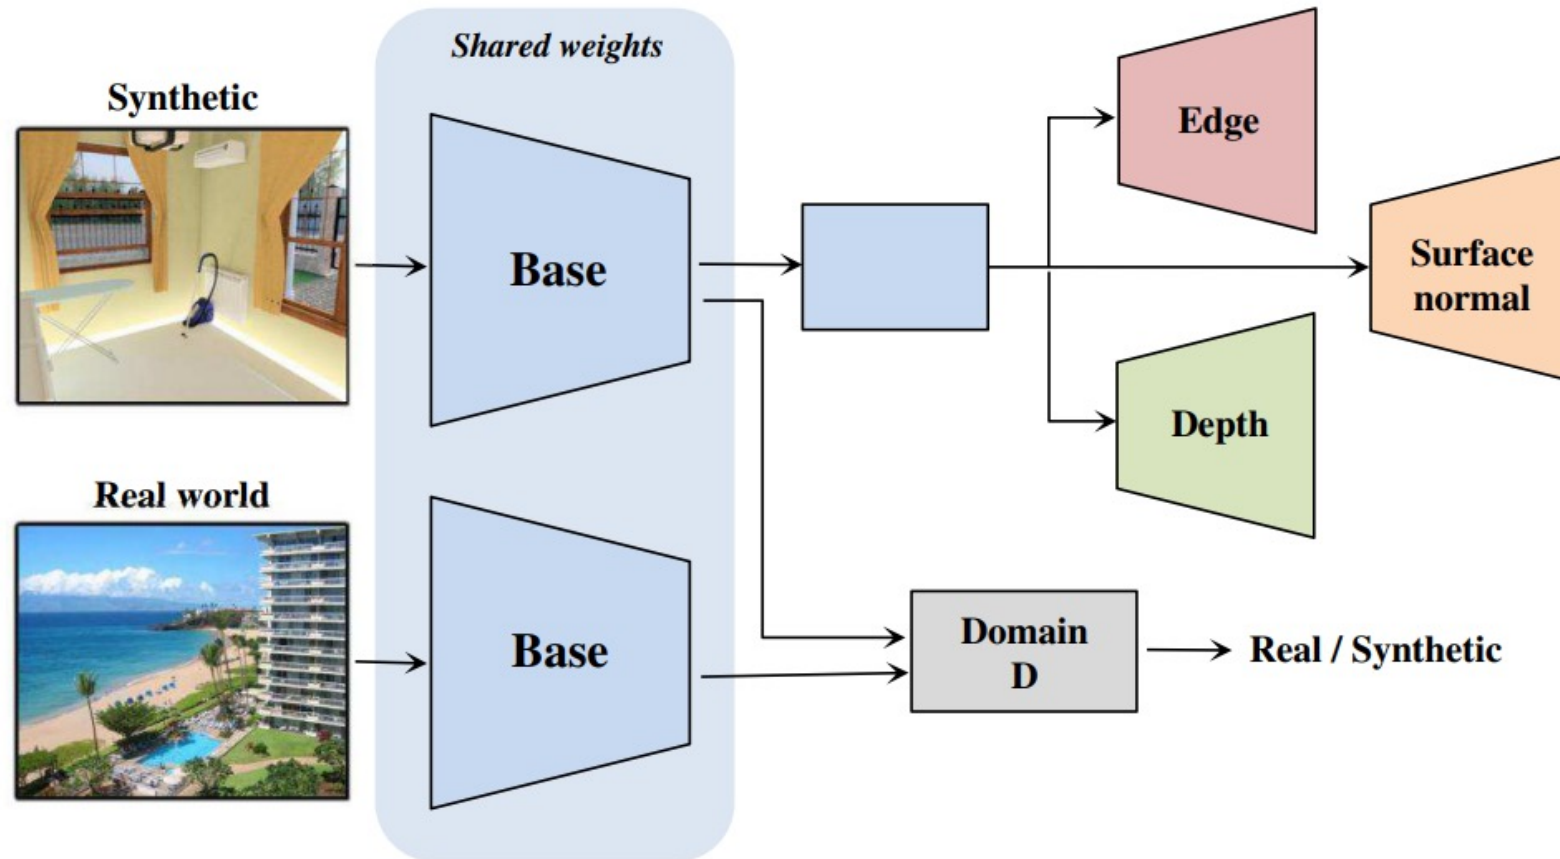 Shared weights
Synthetic
Base
Edge
Surface
normal
Depth
Real world
Base
Domain
D
Real / Synthetic